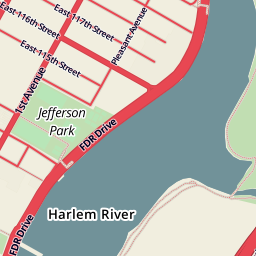 East 117th Street
East 116th Street
Pleasant Avenue
East 115th Street
1st Avenue
Jefferson
Park
FDR Drive
FDR Drive
Harlem River